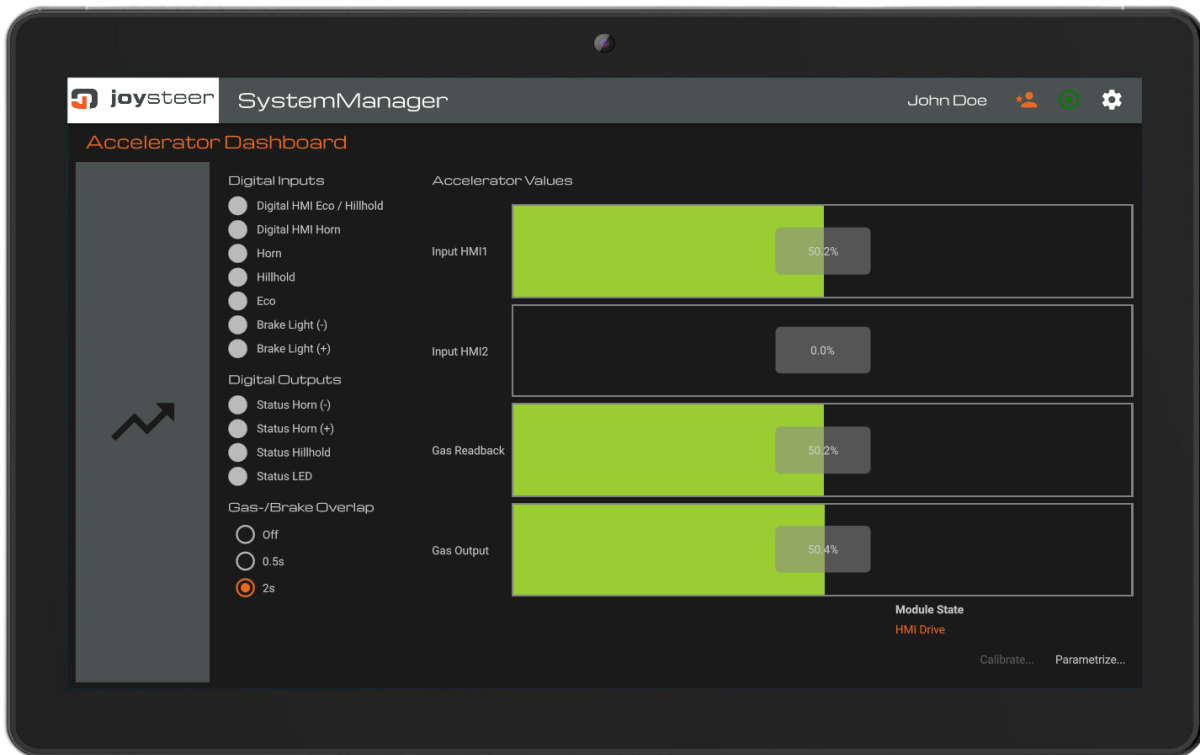 joysteer SystemManager John Doe
Accelerator Dashboard
Digital Inputs
Digital HMI Eco / Hillhold
Digital HMI Horn
Horn
Hillhold
Eco
Brake Light (-)
Brake Light (+)
Digital Outputs
Status Horn (-)
Status Horn (+)
Status Hillhold
Status LED
Gas-/Brake Overlap
Off
0.5s
2s
Accelerator Values
Input HMI1 50.2%
Input HMI2 0.0%
Gas Readback 50.2%
Gas Output 50.4%
Module State
HMI Drive
Calibrate... Parametrize...